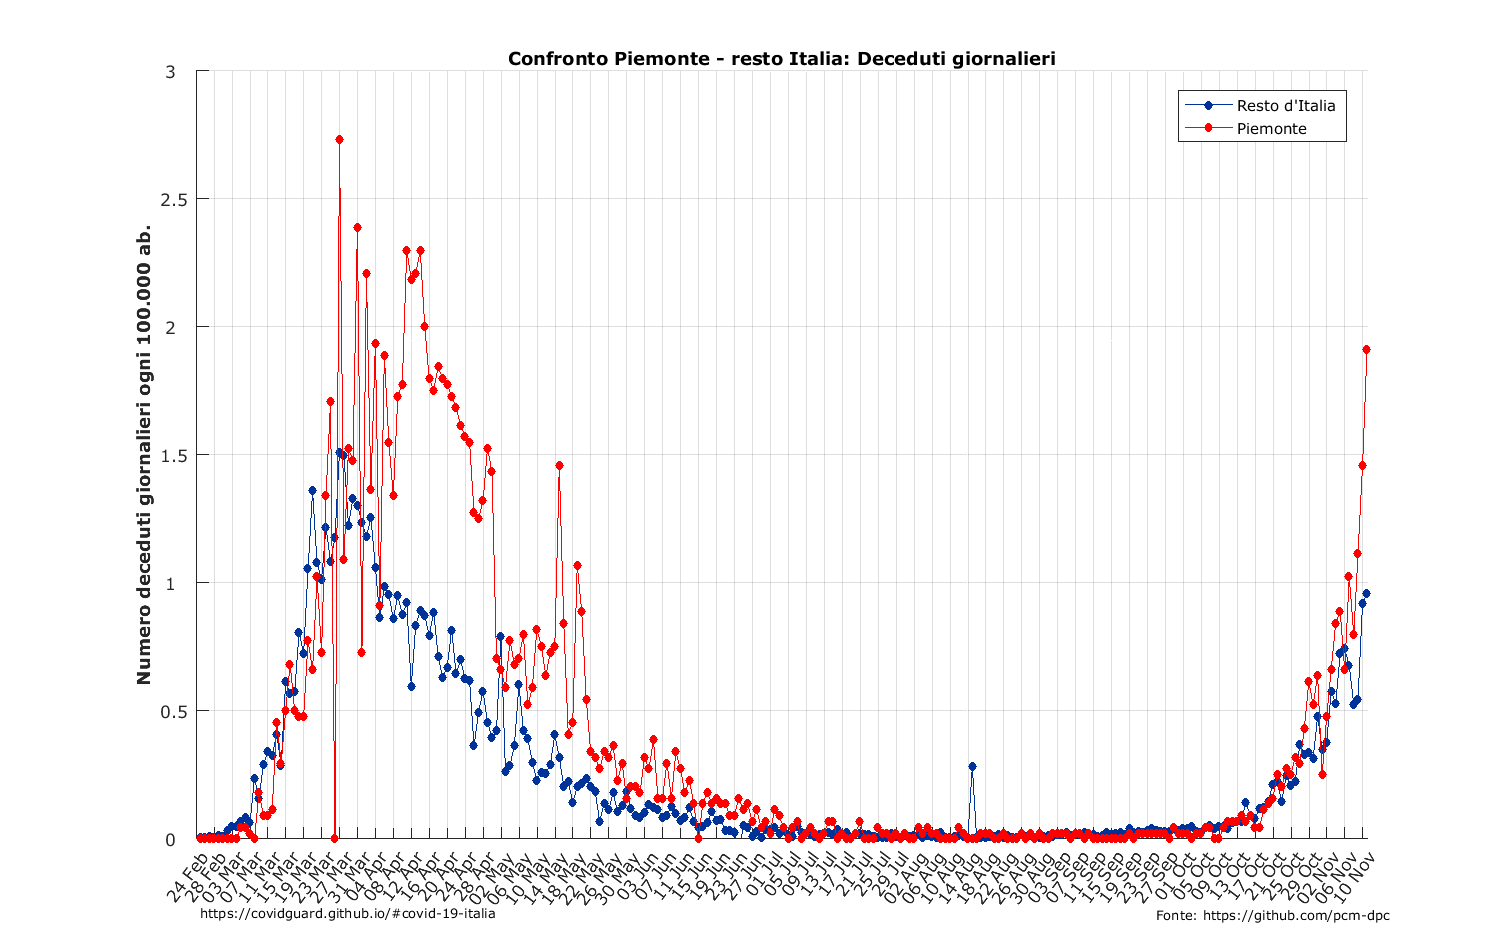 Confronto Piemonte - resto Italia: Deceduti giornalieri
Numero deceduti giornalieri ogni 100.000 ab.
3
2.5
2
1.5
1
0.5
0
Resto d'Italia
Piemonte
24 Feb
28 Feb
03 Mar
07 Mar
11 Mar
15 Mar
19 Mar
23 Mar
27 Mar
31 Mar
04 Apr
08 Apr
12 Apr
16 Apr
20 Apr
24 Apr
28 Apr
02 May
06 May
10 May
14 May
18 May
22 May
26 May
30 May
03 Jun
07 Jun
11 Jun
15 Jun
19 Jun
23 Jun
27 Jun
01 Jul
05 Jul
09 Jul
13 Jul
17 Jul
21 Jul
25 Jul
29 Jul
02 Aug
06 Aug
10 Aug
14 Aug
18 Aug
22 Aug
26 Aug
30 Aug
03 Sep
07 Sep
11 Sep
15 Sep
19 Sep
23 Sep
27 Sep
01 Oct
05 Oct
09 Oct
13 Oct
17 Oct
21 Oct
25 Oct
29 Oct
02 Nov
06 Nov
10 Nov
https://covidguard.github.io/#covid-19-italia
Fonte: https://github.com/pcm-dpc